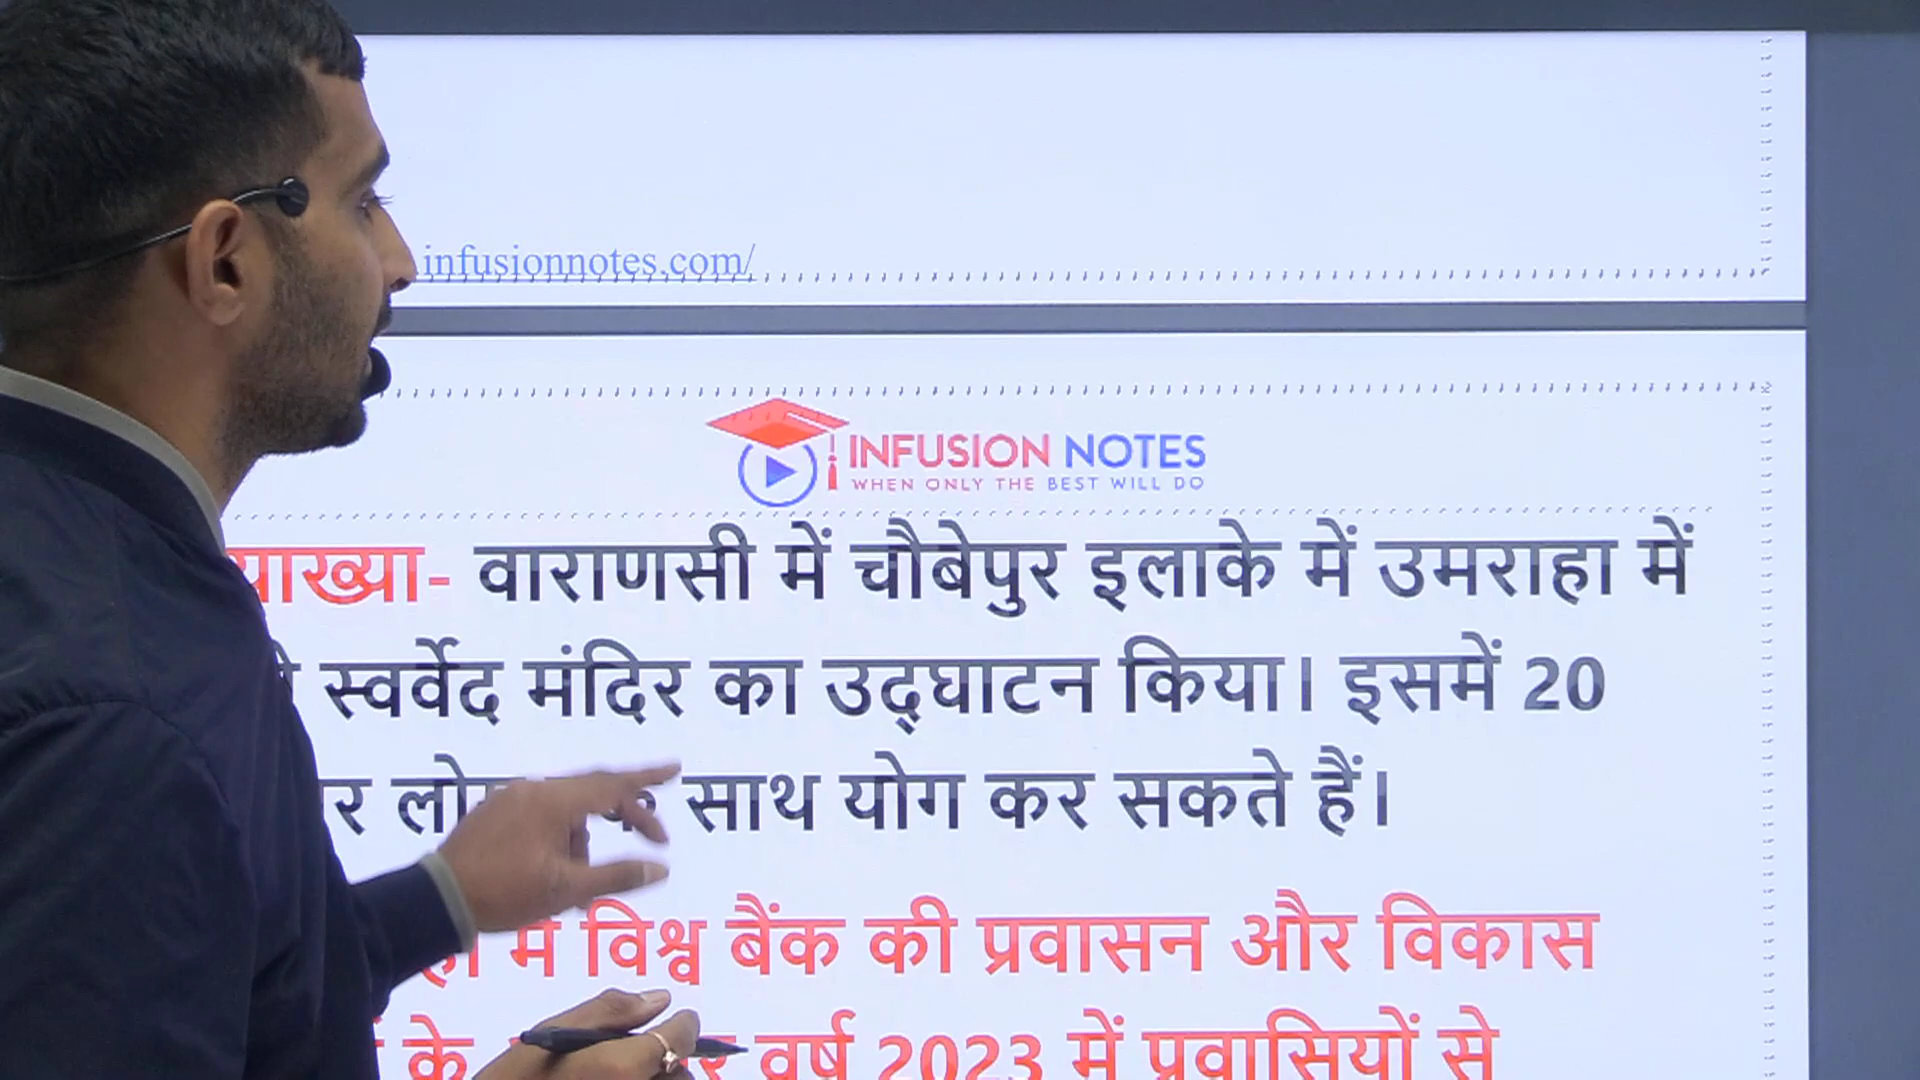 .infusionnotes.com/
INFUSION NOTES
WHEN ONLY THE BEST WILL DO
वाराणसी में चौबेपुर इलाके में उमराहा में
स्वर्वेद मंदिर का उद्घाटन किया। इसमें 20
साथ योग कर सकते हैं।
में विश्व बैंक की प्रवासन और विकास
के वर्ष 2023 में प्रवासियों से